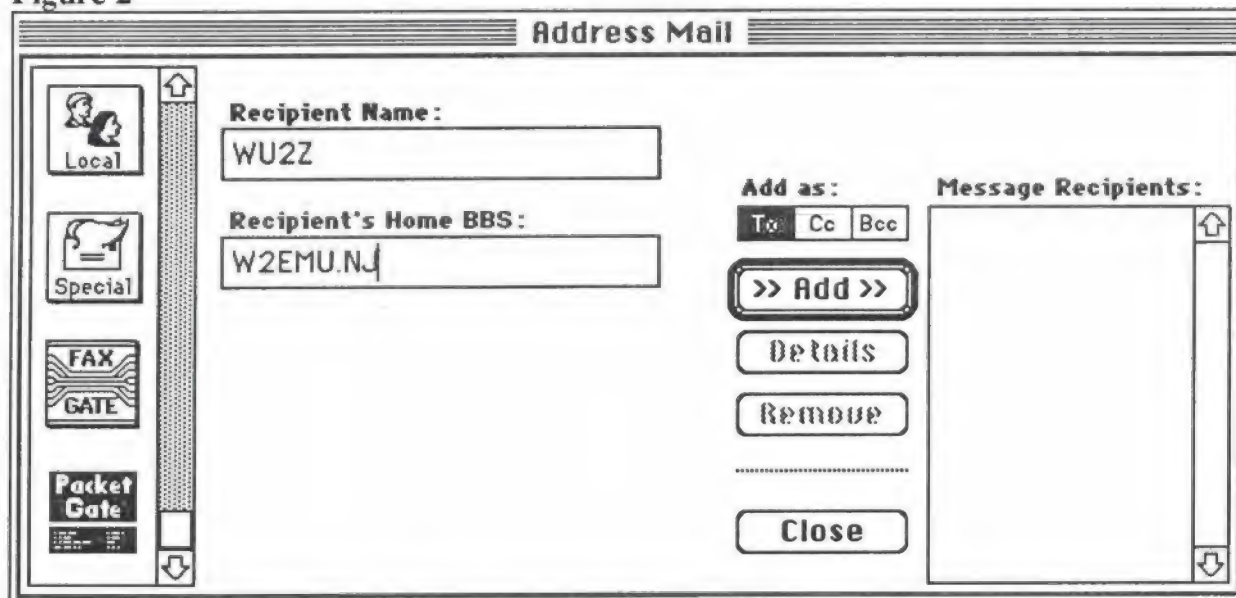 Figure 2
Address Mail
Local
Special
FAX
GATE
Packet
Gate
Recipient Name:
WU2Z
Recipient's Home BBS:
W2EMU.NJ
Add as:
To Cc Bcc
>> Add >>
Details
Remove
Close
Message Recipients: